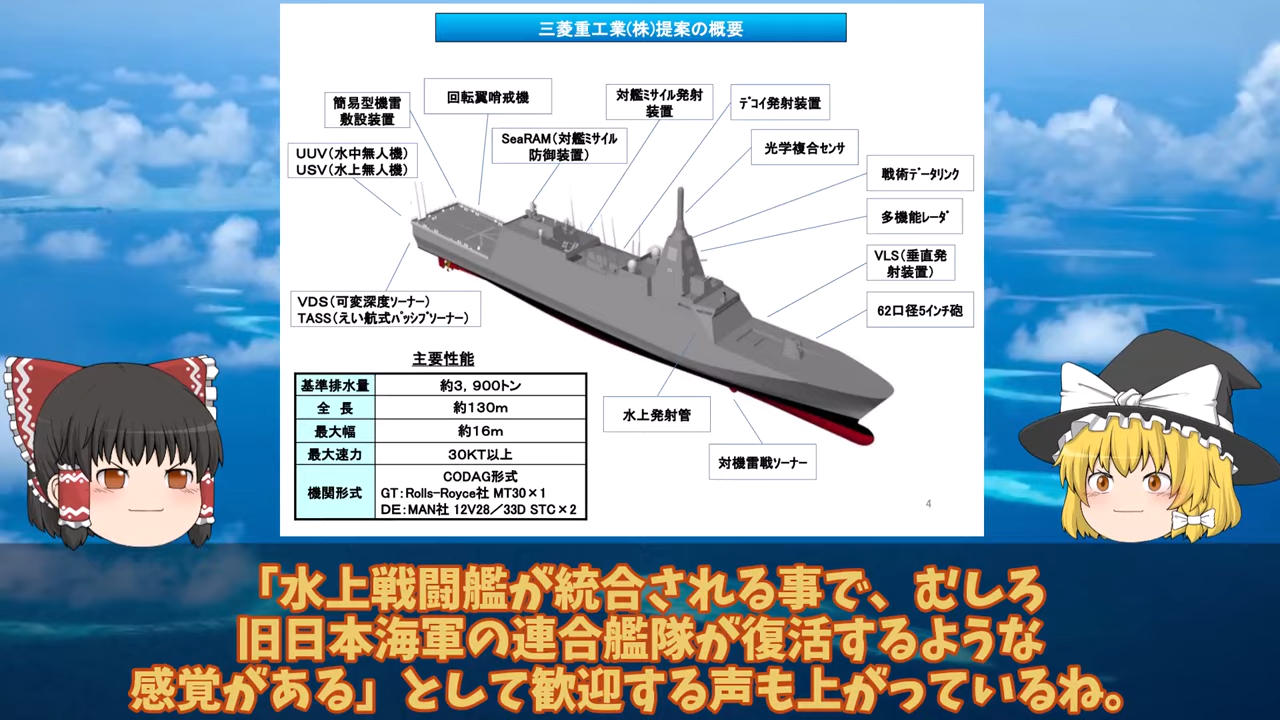 三菱重工業(株)提案の概要
簡易型機雷
敷設装置
回転翼哨戒機
対艦ミサイル発射
装置
デコイ発射装置
SeaRAM(対艦ミサイル
防御装置)
光学複合センサ
UUV(水中無人機)
USV(水上無人機)
戦術データリンク
多機能レーダ
VLS(垂直発
射装置)
62口径5インチ砲
VDS(可変深度ソーナー)
TASS(えい航式パッシブソーナー)
水上発射管
対機雷戦ソーナー
主要性能
基準排水量 約3,900トン
全 長 約130m
最大幅 約16m
最大速力 30KT以上
機関形式 CODAG形式
GT:Rolls-Royce社 MT30×1
DE:MAN社 12V28/33D STC×2
4
「水上戦闘艦が統合される事で、むしろ
旧日本海軍の連合艦隊が復活するような
感覚がある」として歓迎する声も上がっているね。